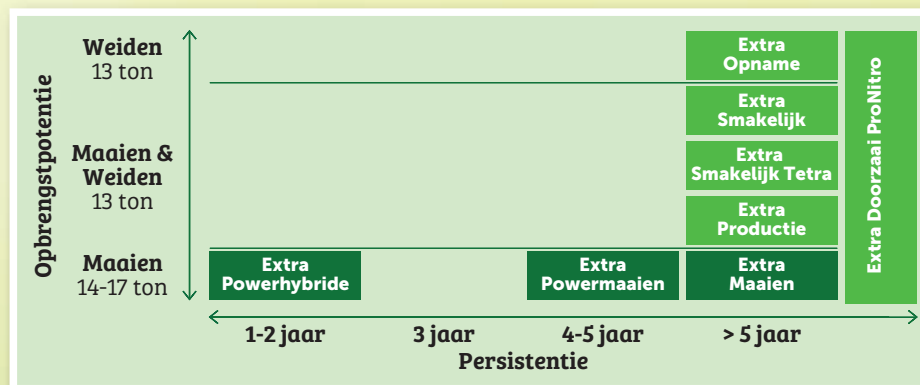 Opbrengstpotentie
Weiden
13 ton
Maaien &
Weiden
13 ton
Maaien
14-17 ton
Extra
Opname
Extra
Smakelijk
Extra
Smakelijk Tetra
Extra
Productie
Extra
Powerhybride
Extra
Powermaaien
Extra
Maaien
Extra Doorzaai ProNitro
1-2 jaar
3 jaar
4-5 jaar
> 5 jaar
Persistentie